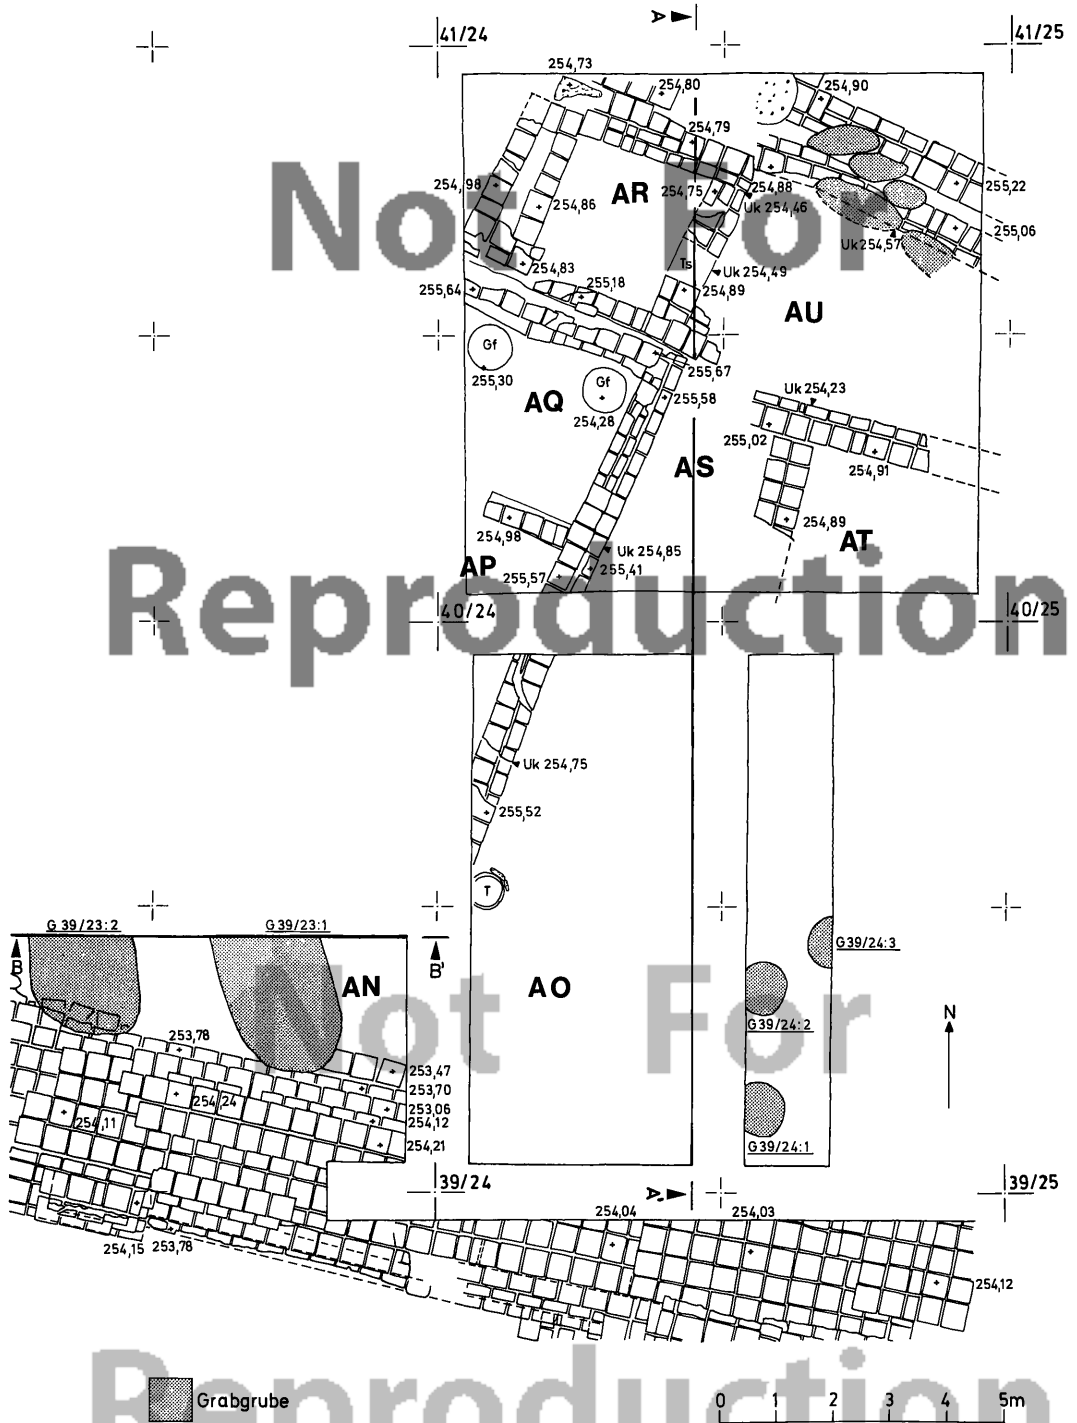 A
41/24
41/25
254,73
254,80
254,90
254,79
Not For
254,98
AR
254,75
254,88
Uk 254,46
255,22
254,86
Uk 254,57
255,06
254,83
Ts
Uk 254,49
255,64
255,18
254,89
AU
Gf
255,30
AQ
Gf
254,28
255,67
255,58
Uk 254,23
255,02
AS
254,91
254,98
254,89
AT
Uk 254,85
AP
255,57
255,41
Reproduction
40/24
40/25
Uk 254,75
255,52
T
G 39/23:2
G 39/23:1
B
B'
AN
AO
G39/24:3
G39/24:2
G39/24:1
N
Not For
253,78
253,47
253,70
254,24
253,06
254,11
254,12
254,21
39/24
A'
39/25
254,04
254,03
254,15
253,78
254,12
Reproduction
Grabgrube
0 1 2 3 4 5m